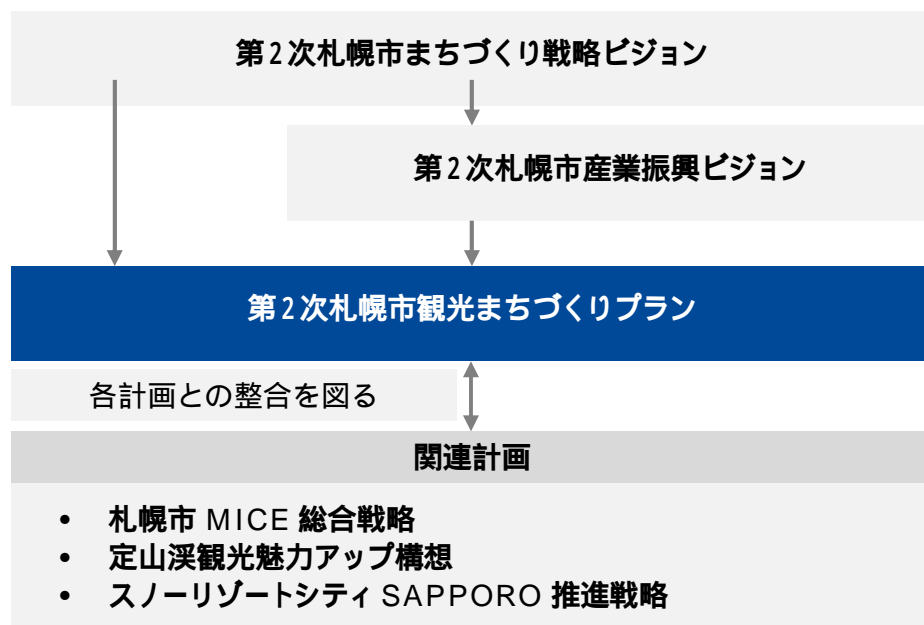 第2次札幌市まちづくり戦略ビジョン
第2次札幌市産業振興ビジョン
第2次札幌市観光まちづくりプラン
各計画との整合を図る
関連計画
• 札幌市 MICE 総合戦略
• 定山渓観光魅力アップ構想
• スノーリゾートシティ SAPPORO 推進戦略